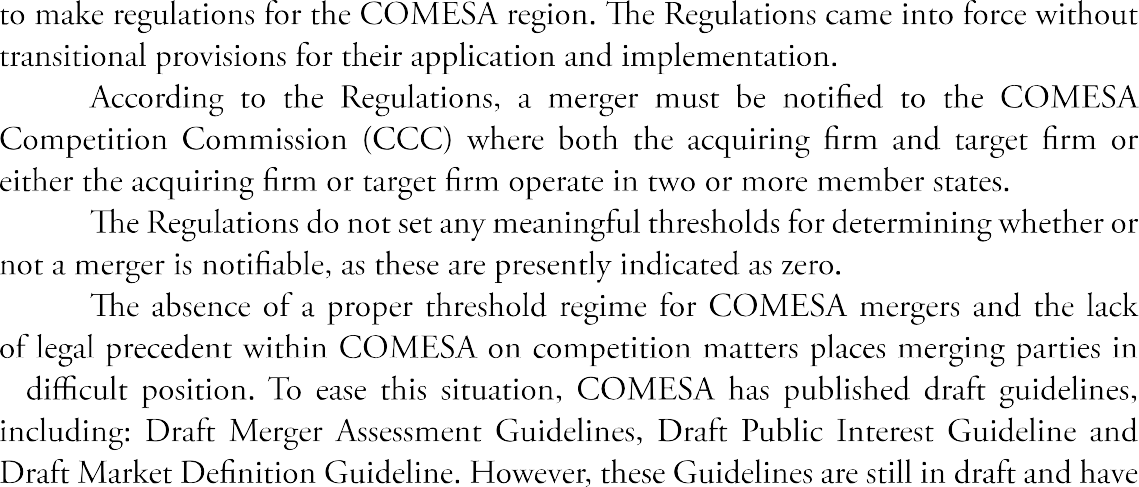 to make regulations for the COMESA region. The Regulations came into force without
transitional provisions for their application and implementation.
According to the Regulations, a merger must be notified to the COMESA
Competition Commission (CCC) where both the acquiring firm and target firm or
either the acquiring firm or target firm operate in two or more member states.
The Regulations do not set any meaningful thresholds for determining whether or
not a merger is notifiable, as these are presently indicated as zero.
The absence of a proper threshold regime for COMESA mergers and the lack
of legal precedent within COMESA on competition matters places merging parties in
difficult position. To ease this situation, COMESA has published draft guidelines,
including: Draft Merger Assessment Guidelines, Draft Public Interest Guideline and
Draft Market Definition Guideline. However, these Guidelines are still in draft and have